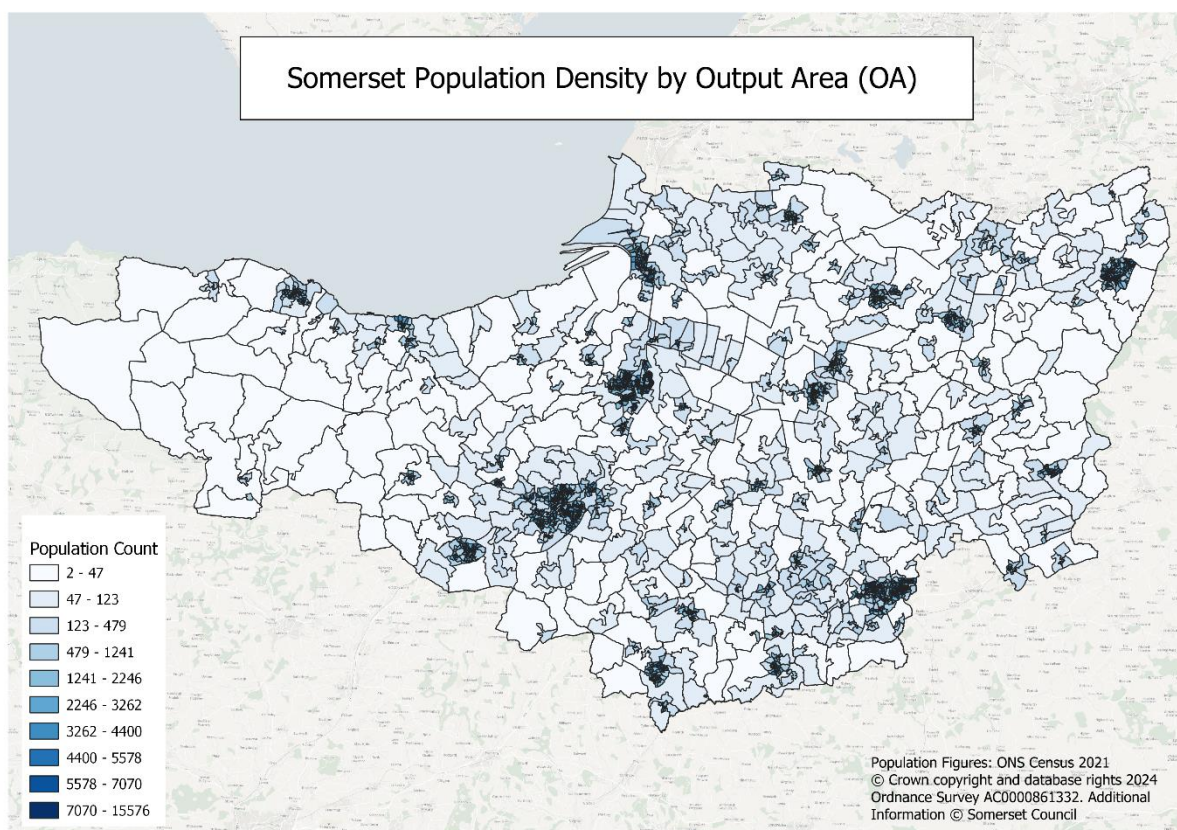 Somerset Population Density by Output Area (OA)
Population Count
2 - 47
47 - 123
123 - 479
479 - 1241
1241 - 2246
2246 - 3262
3262 - 4400
4400 - 5578
5578 - 7070
7070 - 15576
Population Figures: ONS Census 2021
© Crown copyright and database rights 2024
Ordnance Survey AC0000861332. Additional
Information © Somerset Council